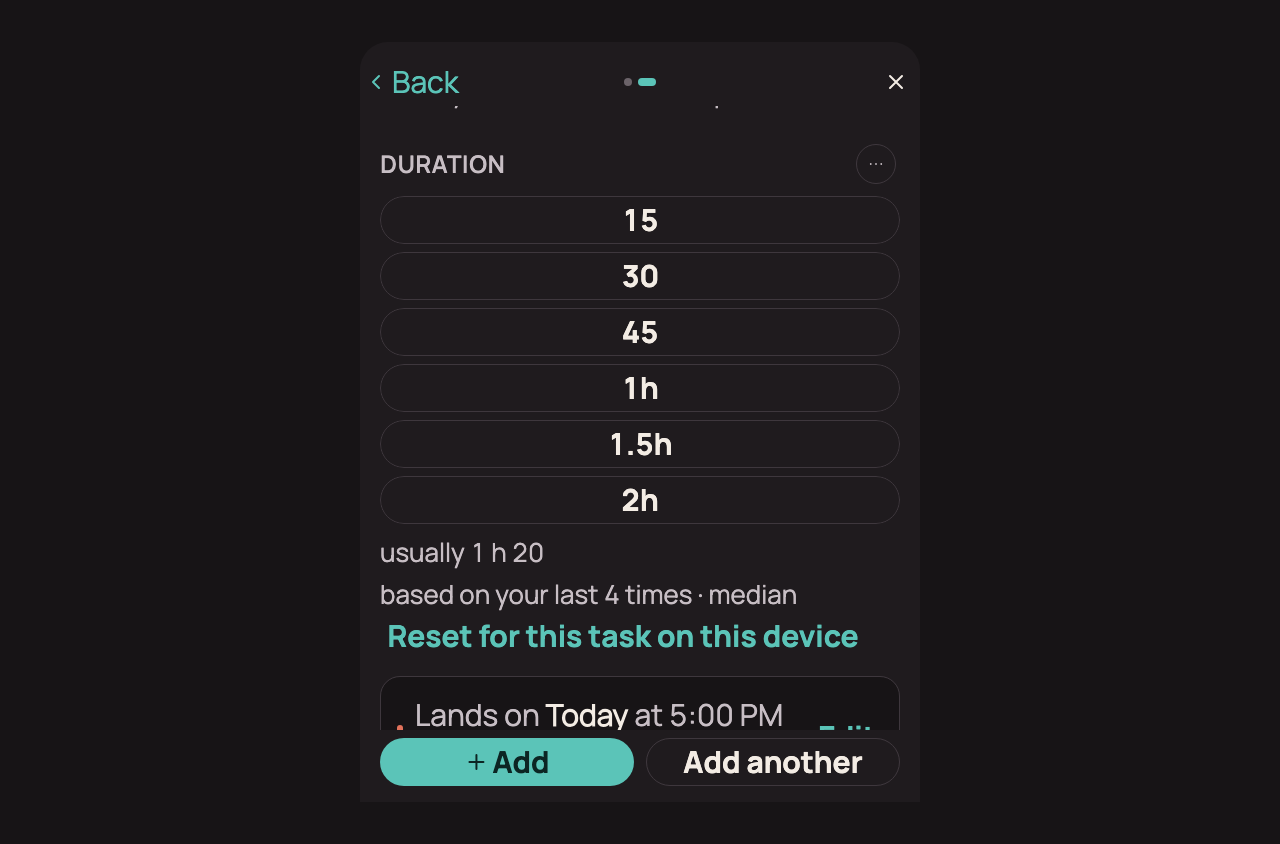 Back
DURATION
15
30
45
1h
1.5h
2h
usually 1 h 20
based on your last 4 times · median
Reset for this task on this device
Lands on Today at 5:00 PM
Edit
+ Add
Add another